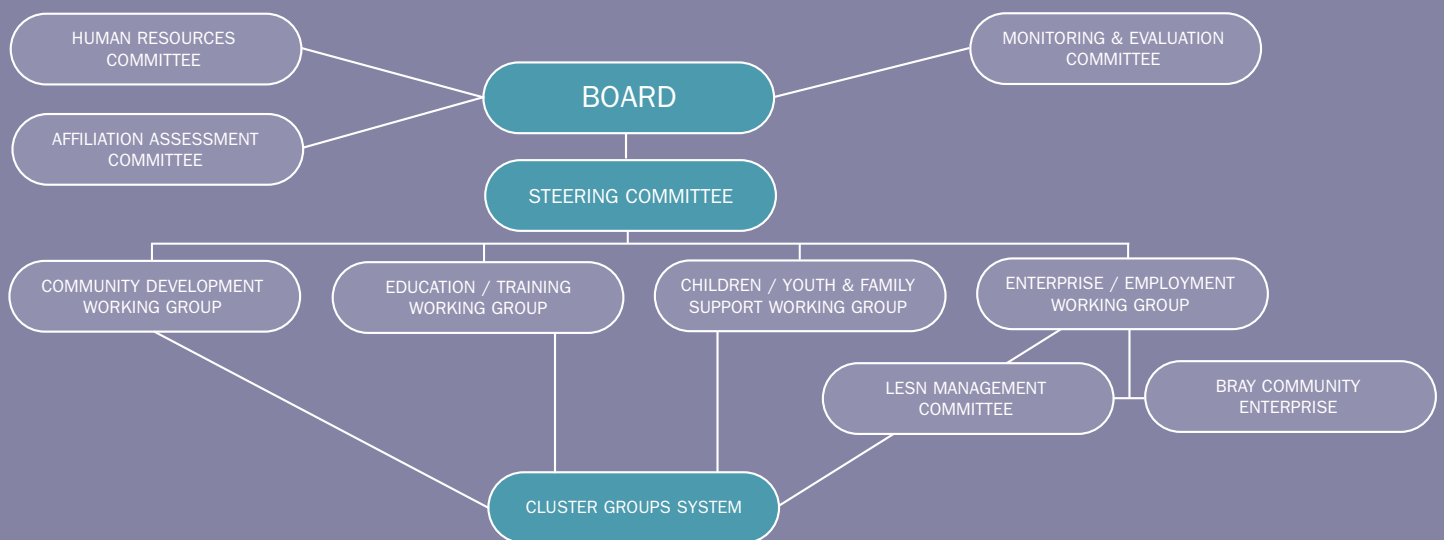 HUMAN RESOURCES
COMMITTEE
MONITORING & EVALUATION
COMMITTEE
BOARD
AFFILIATION ASSESSMENT
COMMITTEE
STEERING COMMITTEE
COMMUNITY DEVELOPMENT
WORKING GROUP
EDUCATION / TRAINING
WORKING GROUP
CHILDREN / YOUTH & FAMILY
SUPPORT WORKING GROUP
ENTERPRISE / EMPLOYMENT
WORKING GROUP
LESN MANAGEMENT
COMMITTEE
BRAY COMMUNITY
ENTERPRISE
CLUSTER GROUPS SYSTEM